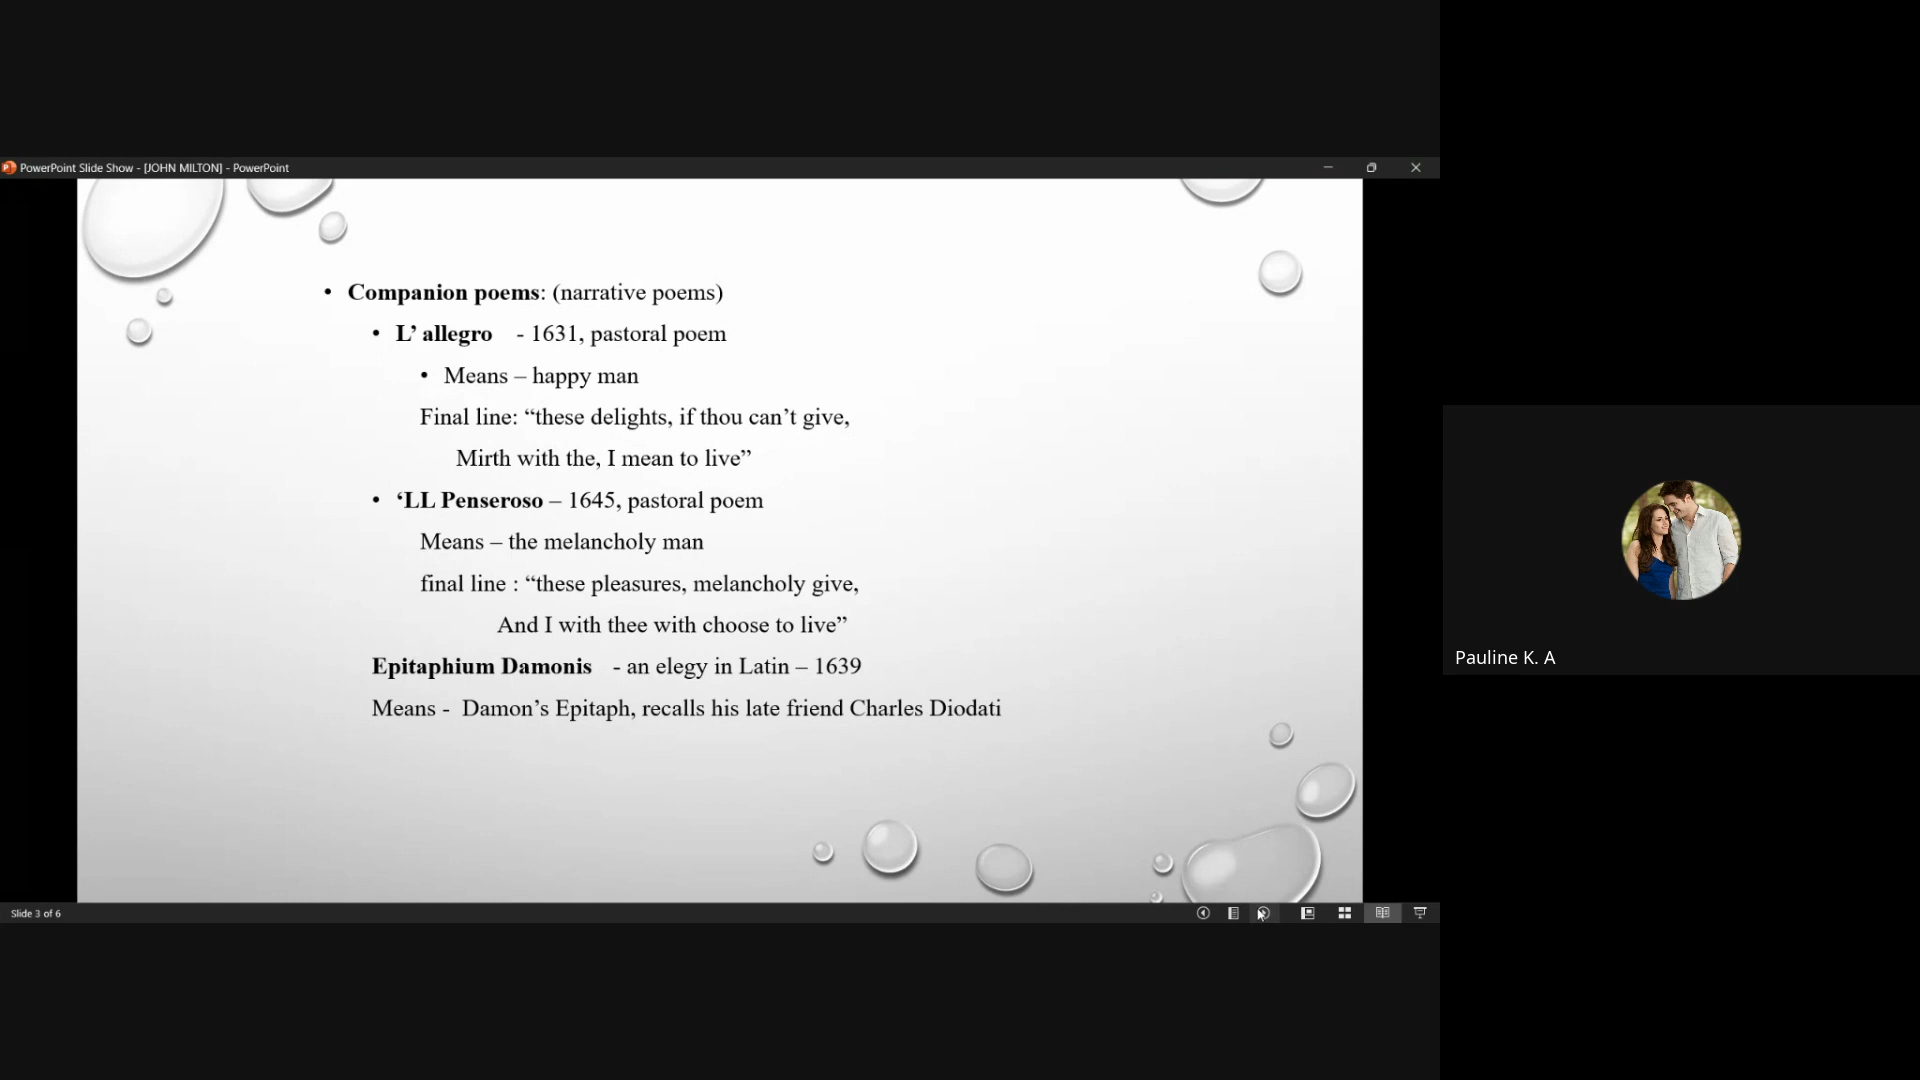 PowerPoint Slide Show - [JOHN MILTON] - PowerPoint
• Companion poems: (narrative poems)
• L’ allegro - 1631, pastoral poem
• Means – happy man
Final line: “these delights, if thou can’t give,
Mirth with the, I mean to live”
• ‘LL Penseroso – 1645, pastoral poem
Means – the melancholy man
final line : “these pleasures, melancholy give,
And I with thee with choose to live”
Epitaphium Damonis - an elegy in Latin – 1639
Means - Damon’s Epitaph, recalls his late friend Charles Diodati
Pauline K. A
Slide 3 of 6